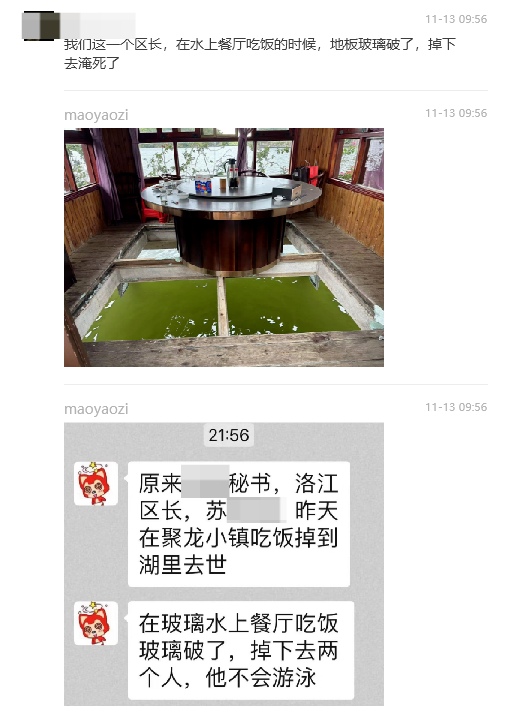 11-13 09:56
我们这一个区长，在水上餐厅吃饭的时候，地板玻璃破了，掉下
去淹死了
maoyaozi
11-13 09:56
maoyaozi
11-13 09:56
21:56
原来 秘书，洛江
区长，苏 昨天
在聚龙小镇吃饭掉到
湖里去世
在玻璃水上餐厅吃饭
玻璃破了，掉下去两
个人，他不会游泳